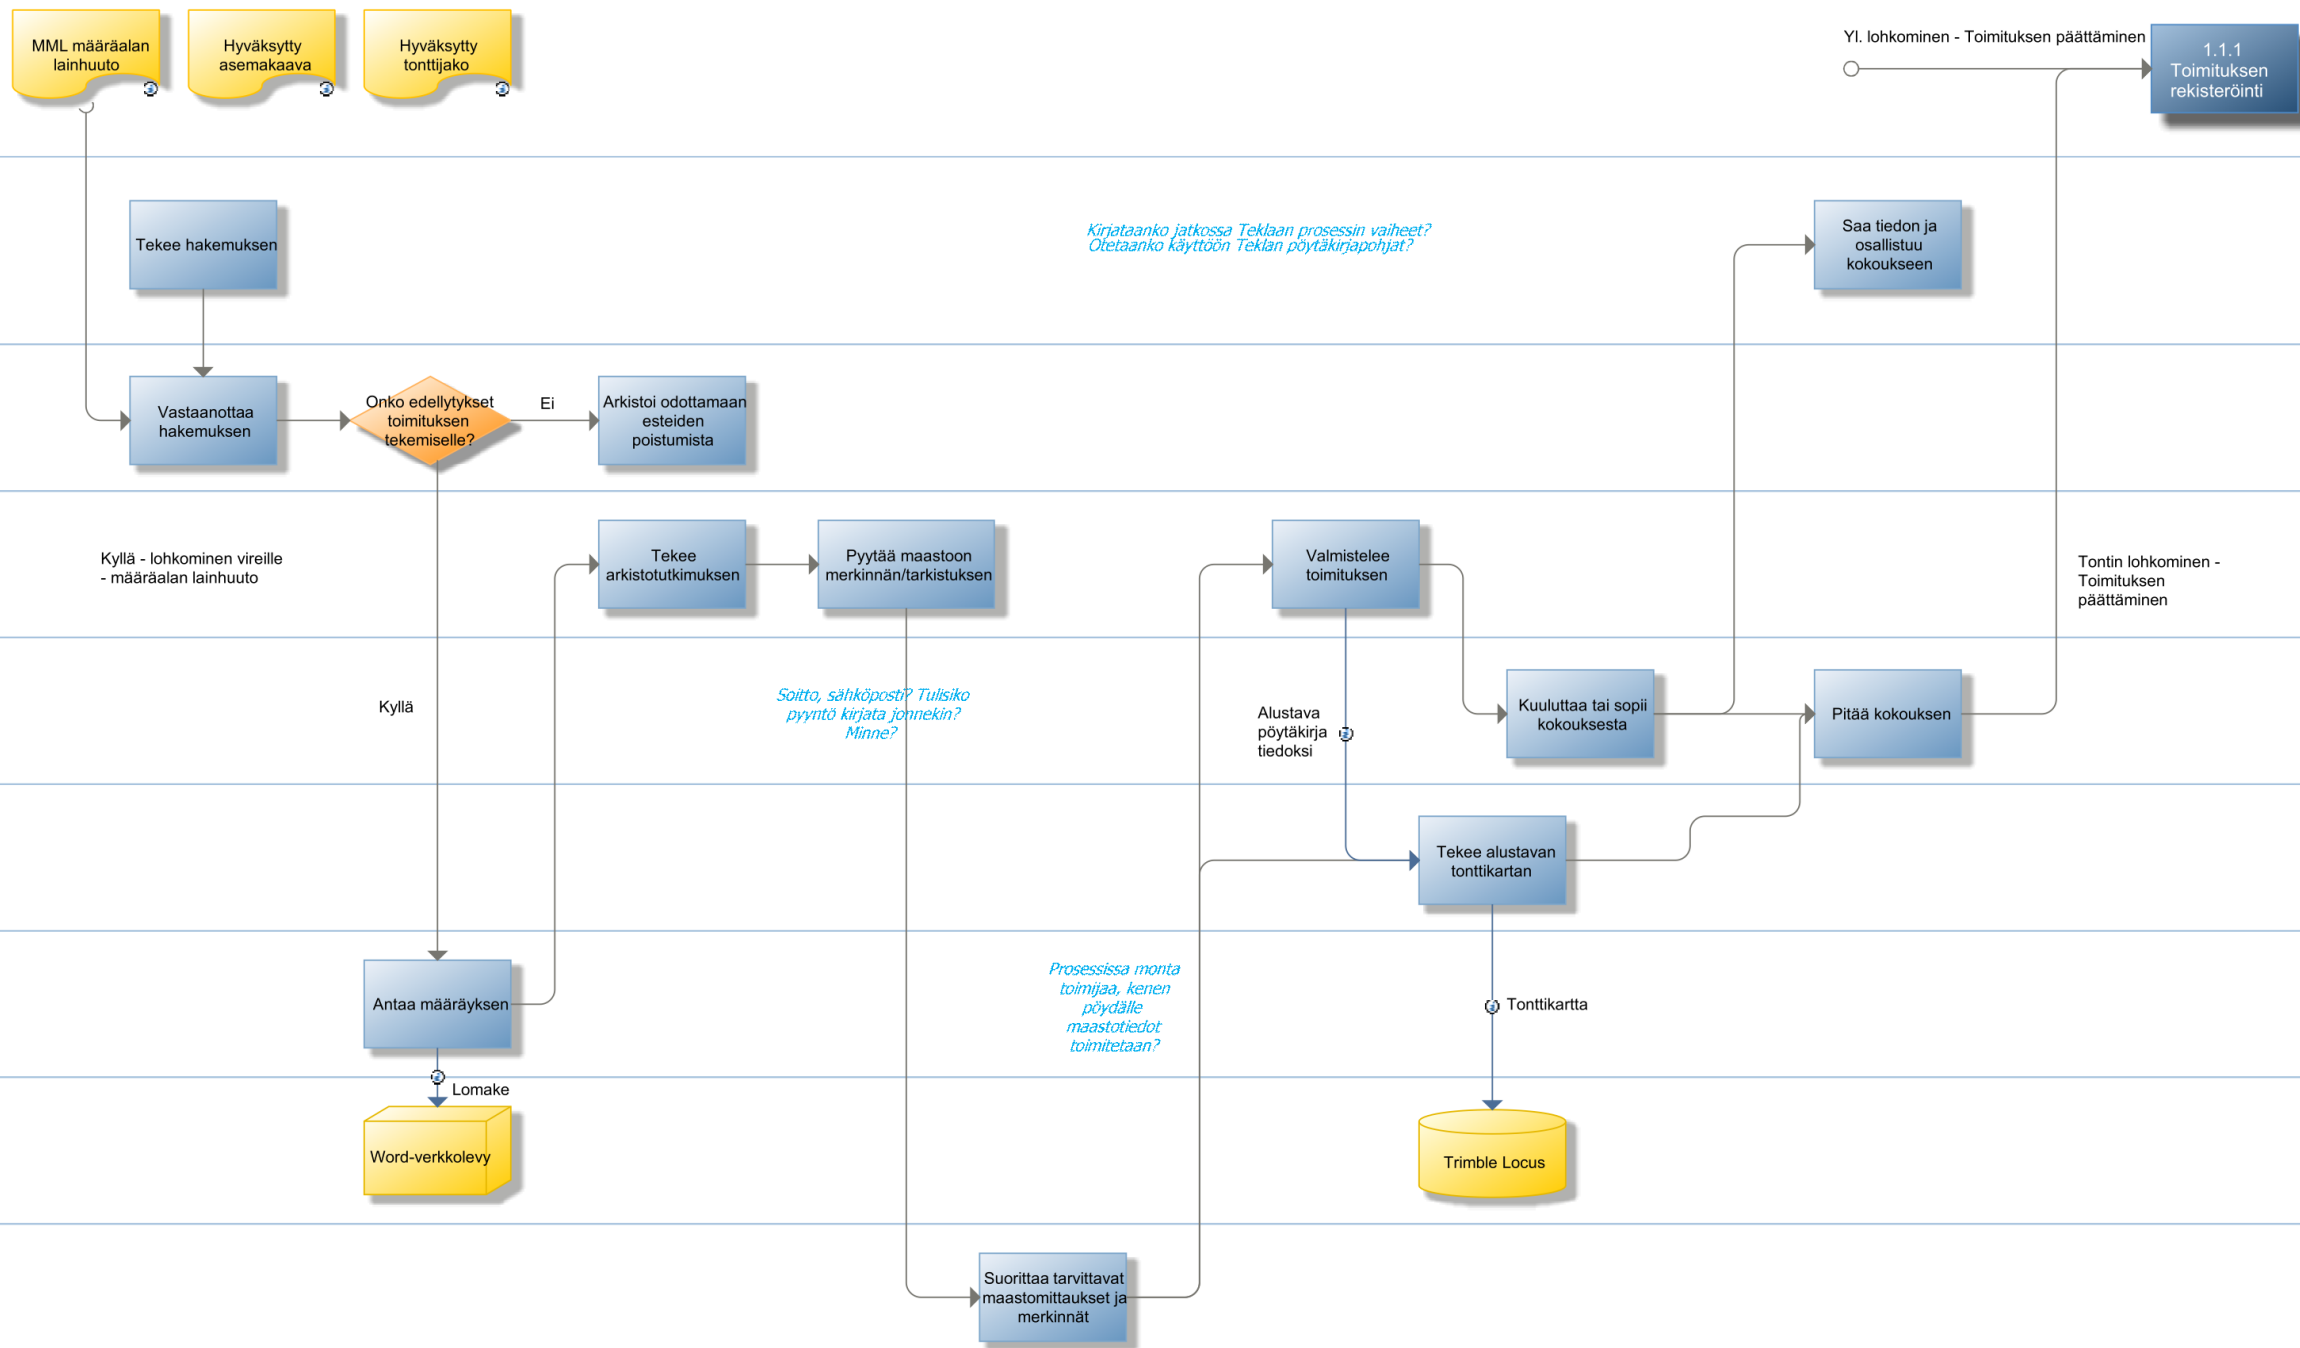 MML määräalan
lainhuuto
Hyväksytty
asemakaava
Hyväksytty
tonttijako
Yl. lohkominen - Toimituksen päättäminen
1.1.1
Toimituksen
rekisteröinti
Tekee hakemuksen
Kirjataanko jatkossa Teklaan prosessin vaiheet?
Otetaanko käyttöön Teklan pöytäkirjapohjat?
Saa tiedon ja
osallistuu
kokoukseen
Vastaanottaa
hakemuksen
Onko edellytykset
toimituksen
tekemiselle?
Ei
Arkistoi odottamaan
esteiden
poistumista
Kyllä - lohkominen vireille
- määräalan lainhuuto
Tekee
arkistotutkimuksen
Pyytää maastoon
merkinnän/tarkistuksen
Valmistelee
toimituksen
Tontin lohkominen -
Toimituksen
päättäminen
Kyllä
Soitto, sähköposti? Tulisiko
pyyntö kirjata jonnekin?
Minne?
Alustava
pöytäkirja
tiedoksi
Kuuluttaa tai sopii
kokouksesta
Pitää kokouksen
Tekee alustavan
tonttikartan
Antaa määräyksen
Prosessissa monta
toimijaa, kenen
pöydälle
maastotiedot
toimitetaan?
Tonttikartta
Lomake
Word-verkkolevy
Trimble Locus
Suorittaa tarvittavat
maastomittaukset ja
merkinnät